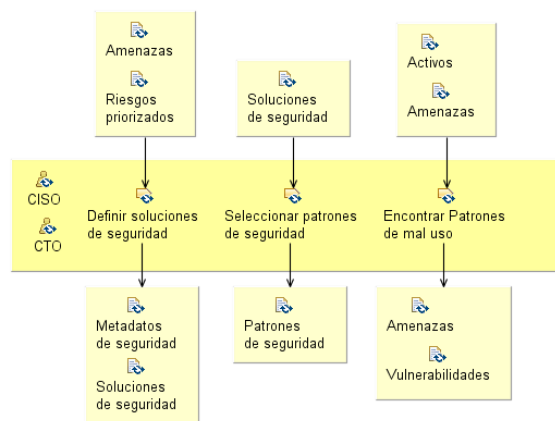 Amenazas
Riesgos
priorizados
Soluciones
de seguridad
Activos
Amenazas
CISO
CTO
Definir soluciones
de seguridad
Seleccionar patrones
de seguridad
Encontrar Patrones
de mal uso
Metadatos
de seguridad
Soluciones
de seguridad
Patrones
de seguridad
Amenazas
Vulnerabilidades